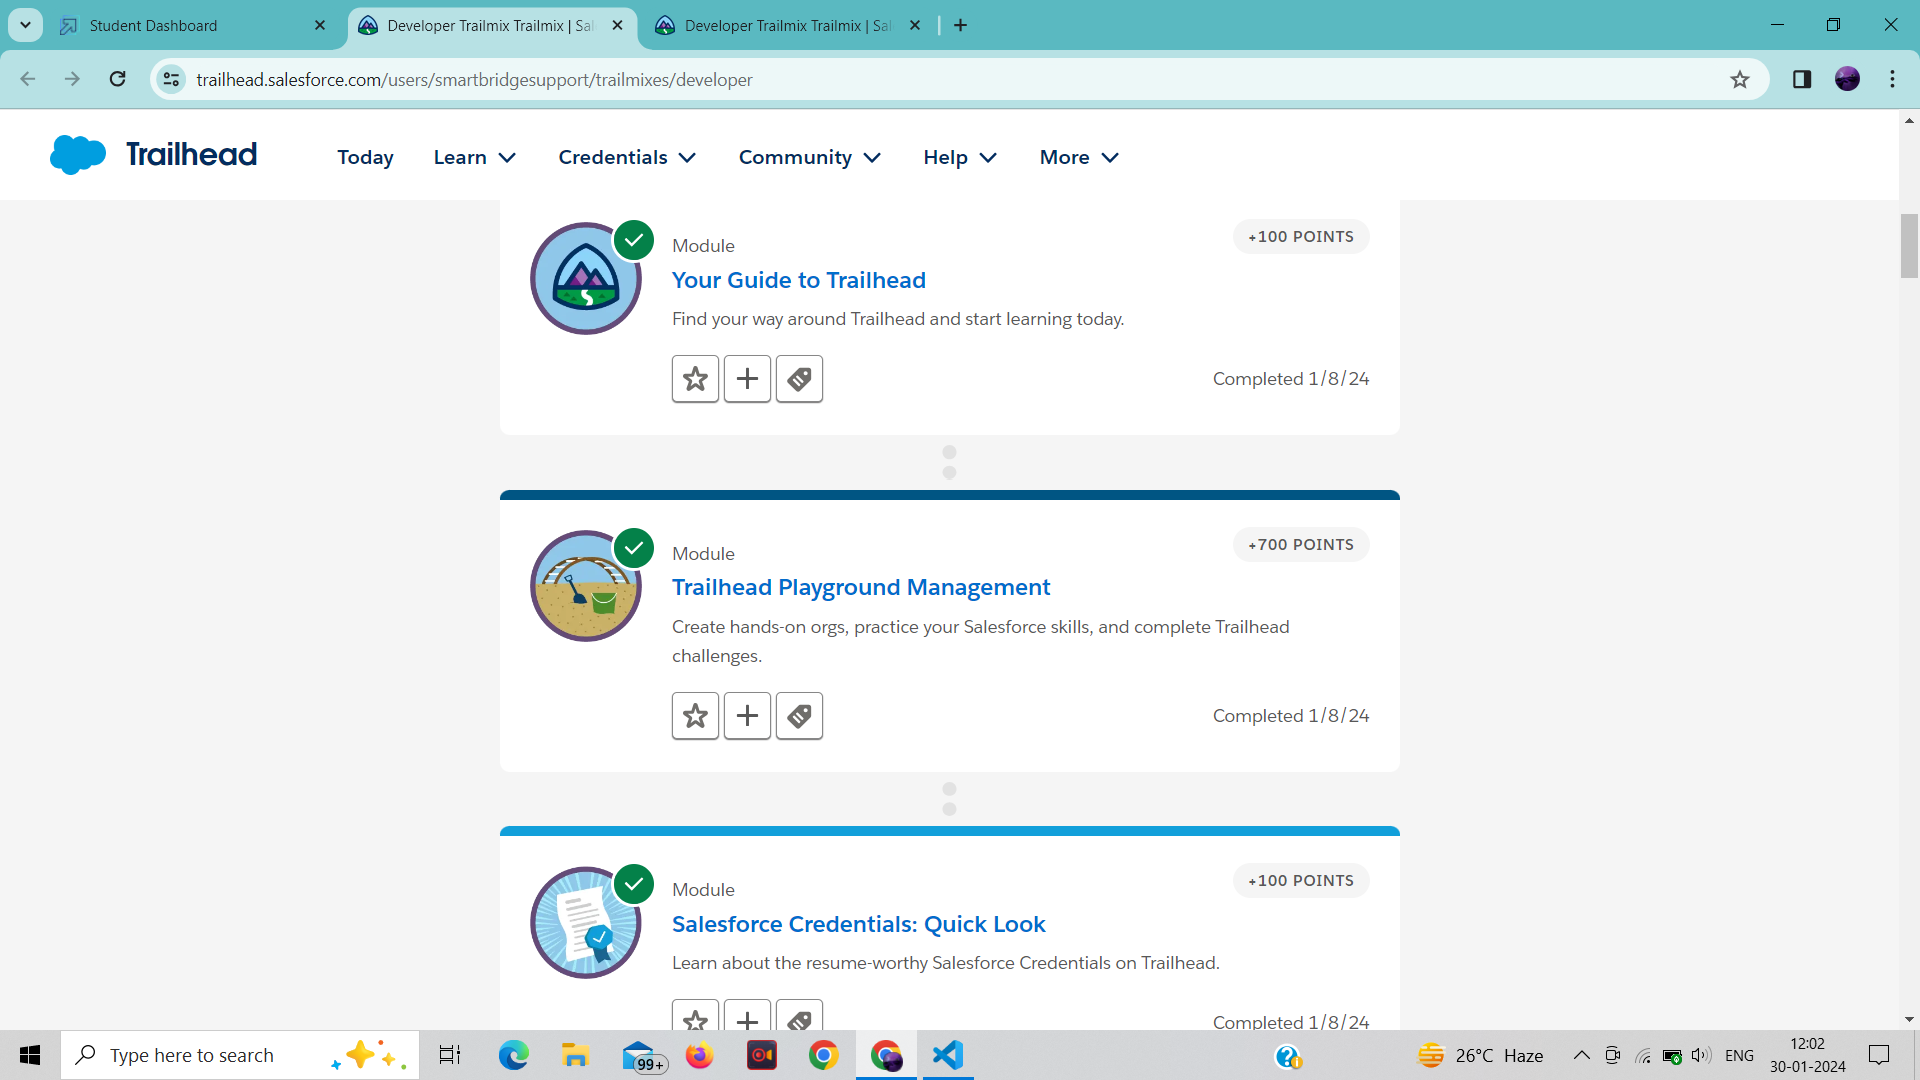 Student Dashboard
Developer Trailmix Trailmix | Sal
Developer Trailmix Trailmix | Sal
trailhead.salesforce.com/users/smartbridgesupport/trailmixes/developer
Trailhead
Today
Learn
Credentials
Community
Help
More
Module
+100 POINTS
Your Guide to Trailhead
Find your way around Trailhead and start learning today.
Completed 1/8/24
Module
+700 POINTS
Trailhead Playground Management
Create hands-on orgs, practice your Salesforce skills, and complete Trailhead
challenges.
Completed 1/8/24
Module
+100 POINTS
Salesforce Credentials: Quick Look
Learn about the resume-worthy Salesforce Credentials on Trailhead.
Completed 1/8/24
Type here to search
99+
26°C Haze
ENG
12:02
30-01-2024